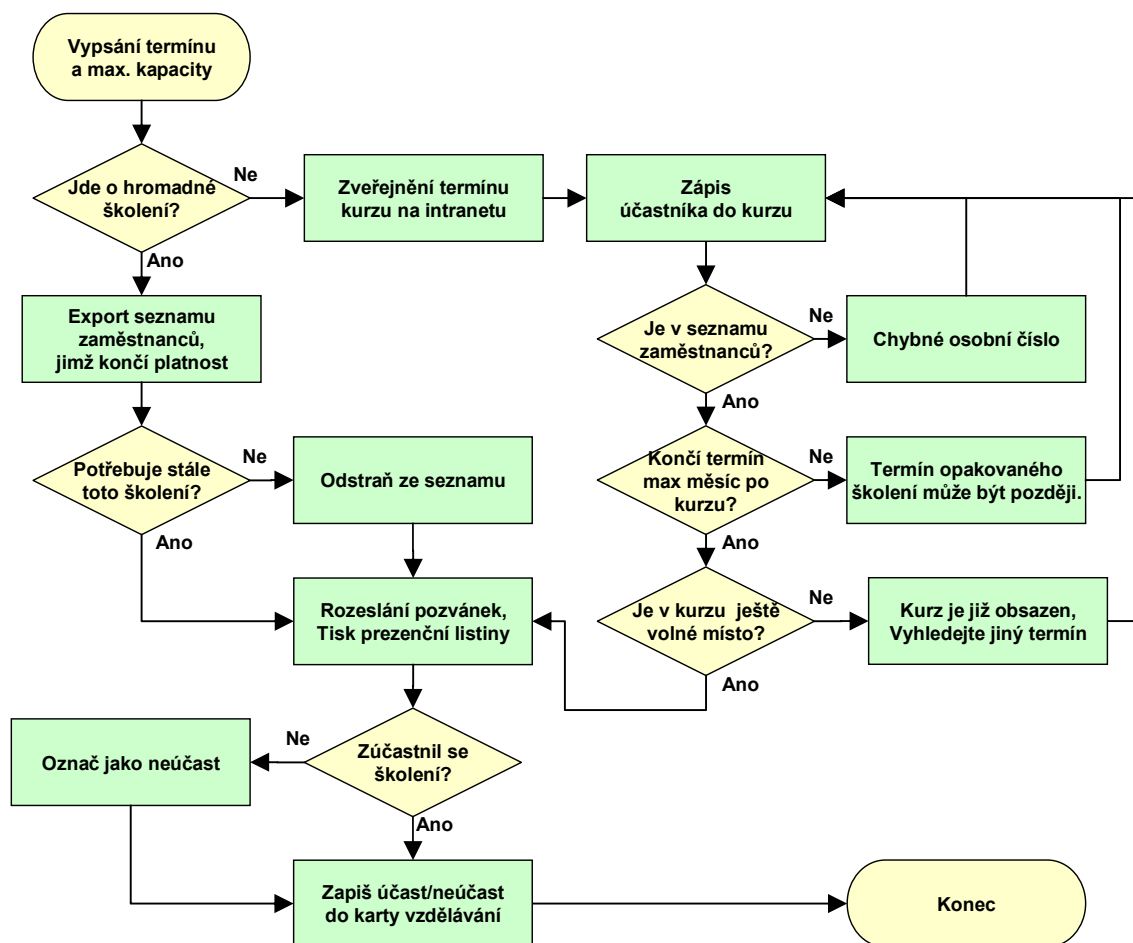 Vypsání termínu
a max. kapacity
Jde o hromadné
školení?
Ne
Zveřejnění termínu
kurzu na intranetu
Zápis
účastníka do kurzu
Ano
Export seznamu
zaměstnanců,
jimž končí platnost
Je v seznamu
zaměstnanců?
Ne
Chybné osobní číslo
Ano
Potřebuje stále
toto školení?
Ne
Odstraň ze seznamu
Končí termín
max měsíc po
kurzu?
Ne
Termín opakovaného
školení může být později.
Ano
Ano
Rozeslání pozvánek,
Tisk prezenční listiny
Je v kurzu ještě
volné místo?
Ne
Kurz je již obsazen,
Vyhledejte jiný termín
Ano
Označ jako neúčast
Ne
Zúčastnil se
školení?
Ano
Zapiš účast/neúčast
do karty vzdělávání
Konec